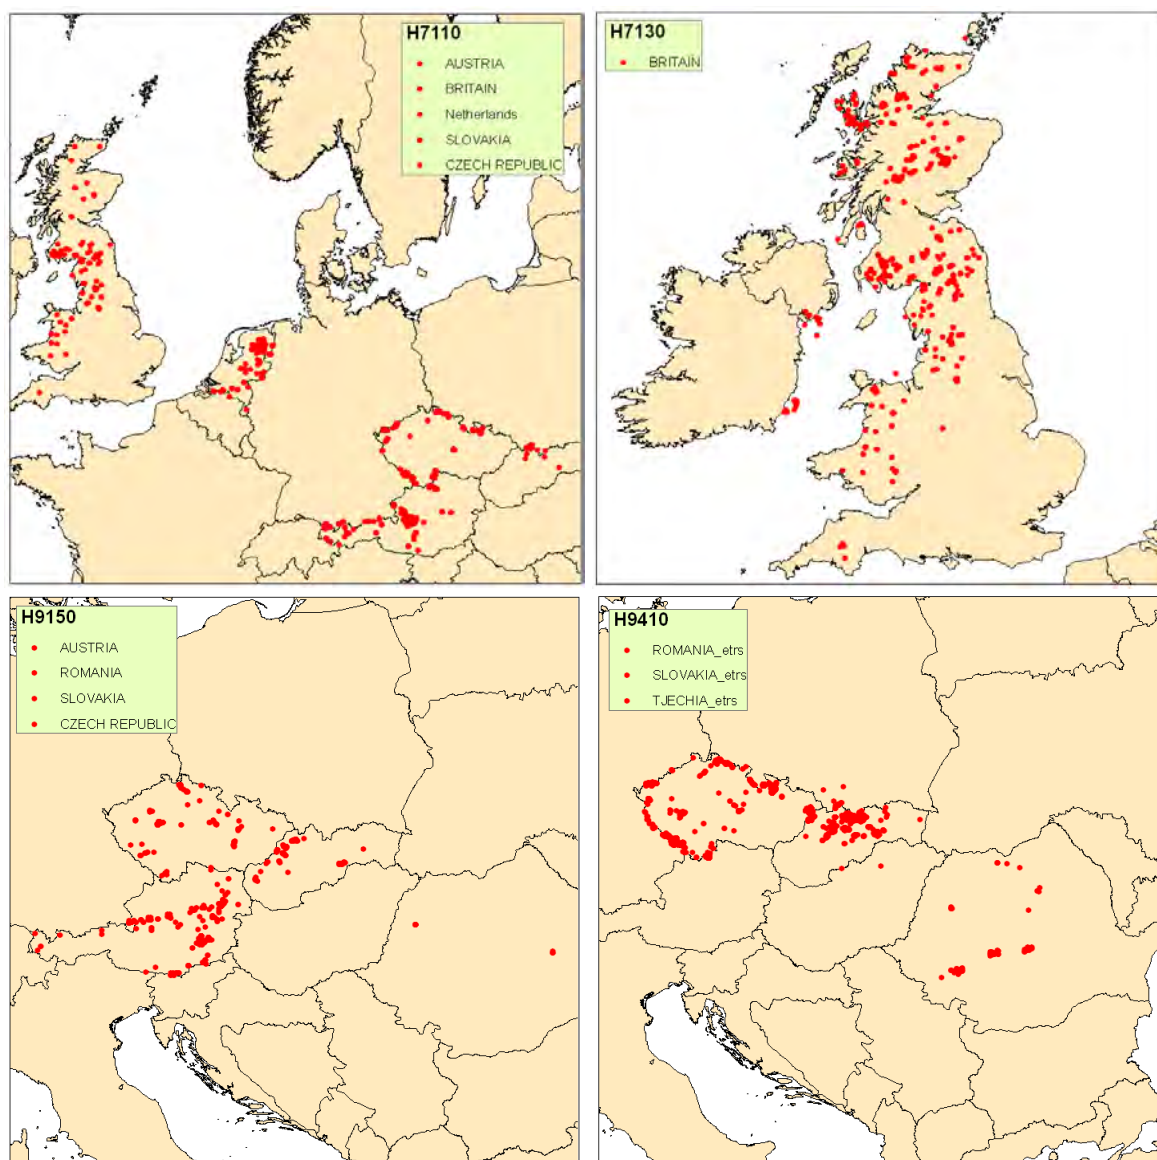 H7110
AUSTRIA
BRITAIN
Netherlands
SLOVAKIA
CZECH REPUBLIC
H7130
BRITAIN
H9150
AUSTRIA
ROMANIA
SLOVAKIA
CZECH REPUBLIC
H9410
ROMANIA_etrs
SLOVAKIA_etrs
TJECHIA_etrs